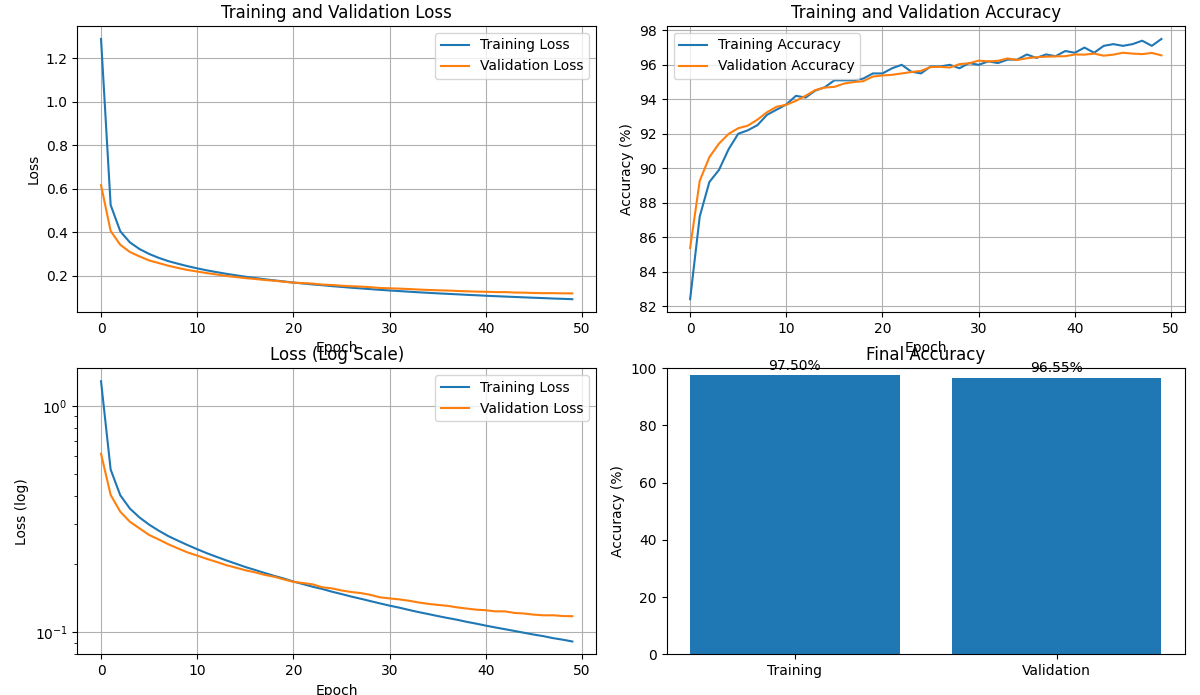 Training and Validation Loss
Training Loss
Validation Loss
1.2
1.0
0.8
0.6
0.4
0.2
Loss
0 10 20 30 40 50
Epoch
Training and Validation Accuracy
Training Accuracy
Validation Accuracy
98
96
94
92
90
88
86
84
82
Accuracy (%)
0 10 20 30 40 50
Epoch
Loss (Log Scale)
Training Loss
Validation Loss
10⁰
10⁻¹
Loss (log)
0 10 20 30 40 50
Epoch
Final Accuracy
97.50% 96.55%
100
80
60
40
20
0
Accuracy (%)
Training Validation